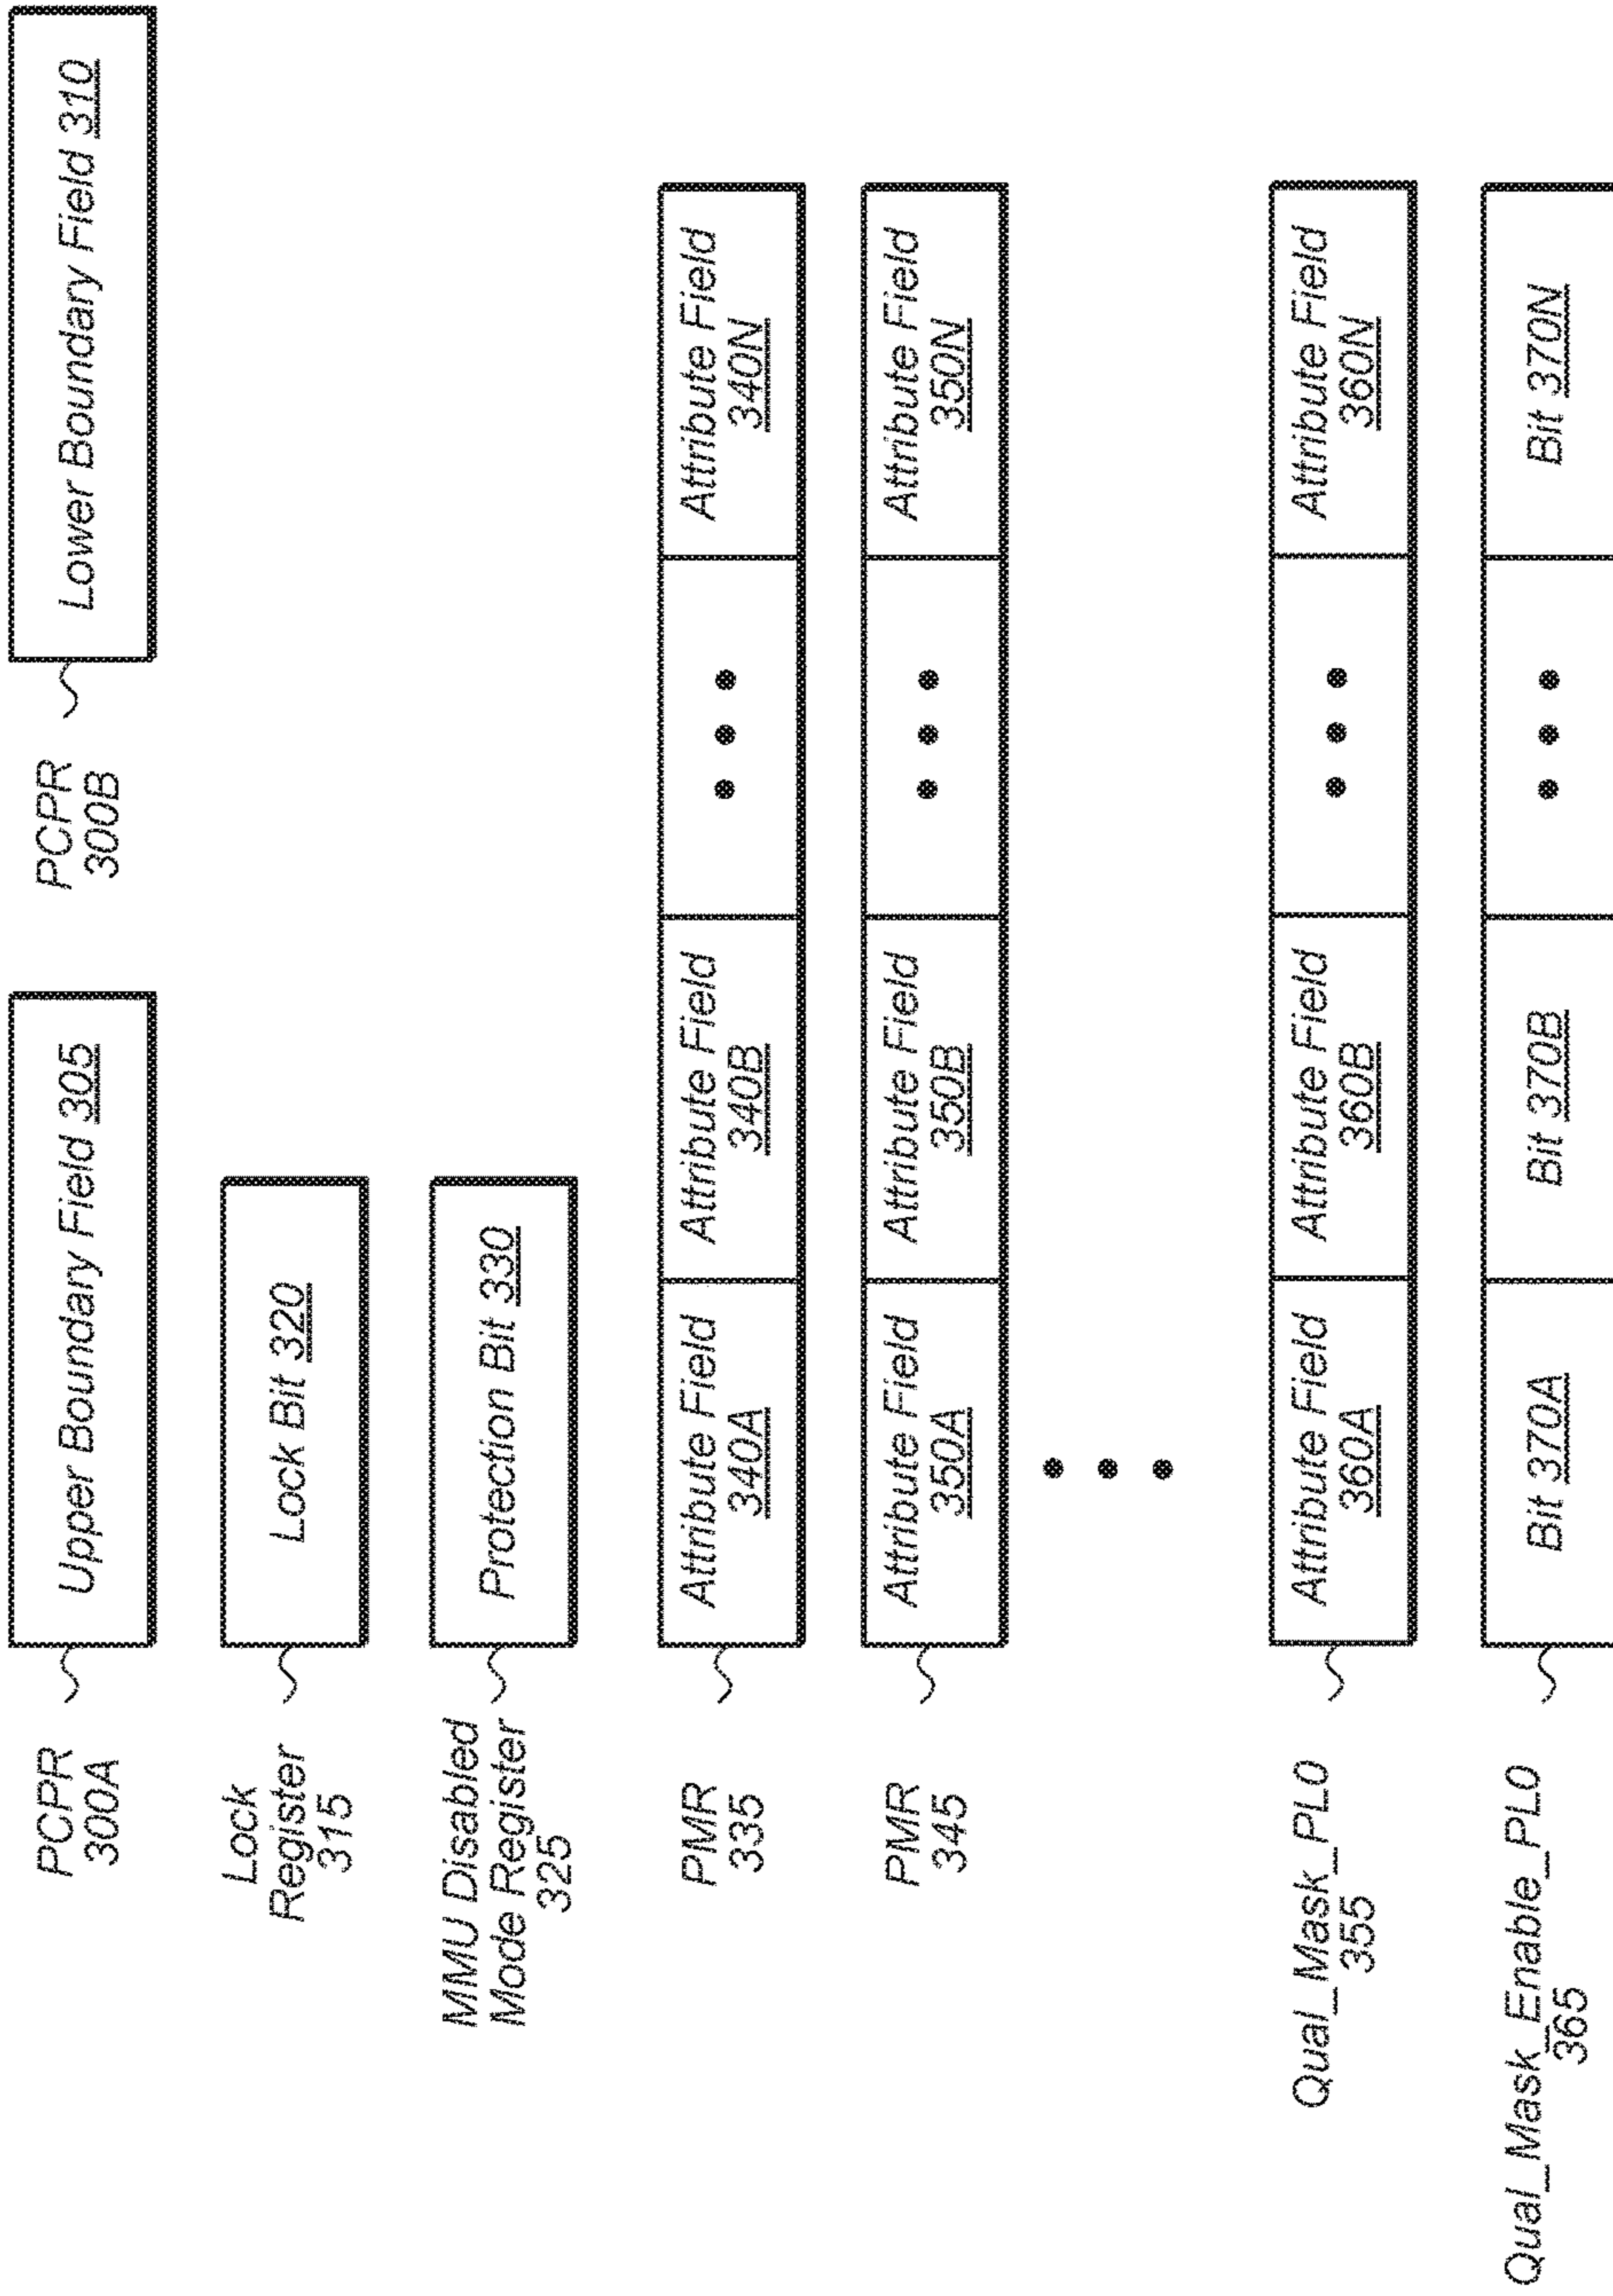 PCPR
300A
Upper Boundary Field 305
PCPR
300B
Lower Boundary Field 310
Lock
Register
315
Lock Bit 320
MMU Disabled
Mode Register
325
Protection Bit 330
PMR
335
Attribute Field
340A
Attribute Field
340B
Attribute Field
340N
PMR
345
Attribute Field
350A
Attribute Field
350B
Attribute Field
350N
Qual_Mask_PL0
355
Attribute Field
360A
Attribute Field
360B
Attribute Field
360N
Qual_Mask_Enable_PL0
365
Bit 370A
Bit 370B
Bit 370N